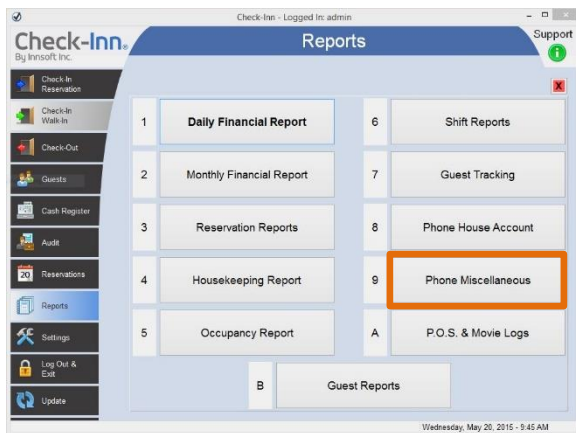 Check-Inn - Logged In: admin
Check-Inn®
By Innsoft Inc.
Reports
Support
i
X
Check-In
Reservation
Check-In
Walk-In
Check-Out
Guests
Cash Register
Audit
20
Reservations
Reports
Settings
Log Out &
Exit
Update
1 Daily Financial Report
6 Shift Reports
2 Monthly Financial Report
7 Guest Tracking
3 Reservation Reports
8 Phone House Account
4 Housekeeping Report
9 Phone Miscellaneous
5 Occupancy Report
A P.O.S. & Movie Logs
B Guest Reports
Wednesday, May 20, 2015 - 9:45 AM